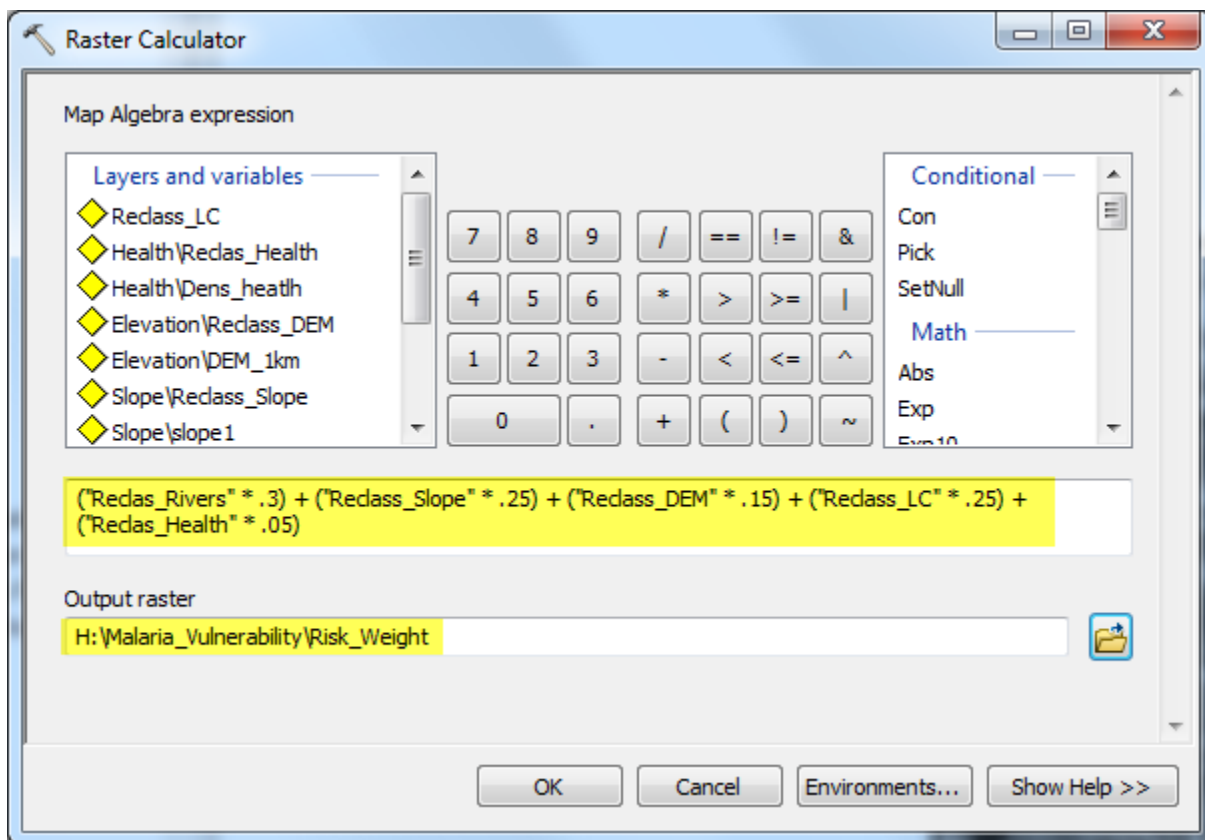 Raster Calculator
Map Algebra expression
Layers and variables
Reclass_LC
Health\Reclas_Health
Health\Dens_heatlh
Elevation\Reclass_DEM
Elevation\DEM_1km
Slope\Reclass_Slope
Slope\slope1
7 8 9 / == != &
4 5 6 * > >= |
1 2 3 - < <= ^
0 . + ( ) ~
Conditional
Con
Pick
SetNull
Math
Abs
Exp
Exp10
("Reclas_Rivers" * .3) + ("Reclass_Slope" * .25) + ("Reclass_DEM" * .15) + ("Reclass_LC" * .25) +
("Reclas_Health" * .05)
Output raster
H:\Malaria_Vulnerability\Risk_Weight
OK Cancel Environments... Show Help >>